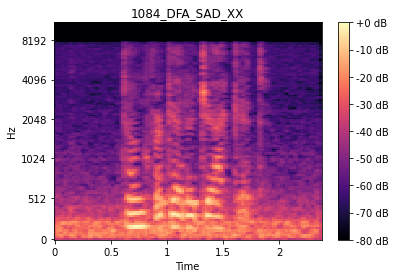 1084_DFA_SAD_XX
+0 dB
8192
-10 dB
4096
-20 dB
-30 dB
2048
Hz
-40 dB
1024
-50 dB
512
-60 dB
-70 dB
0
-80 dB
0
0.5
1
1.5
2
Time